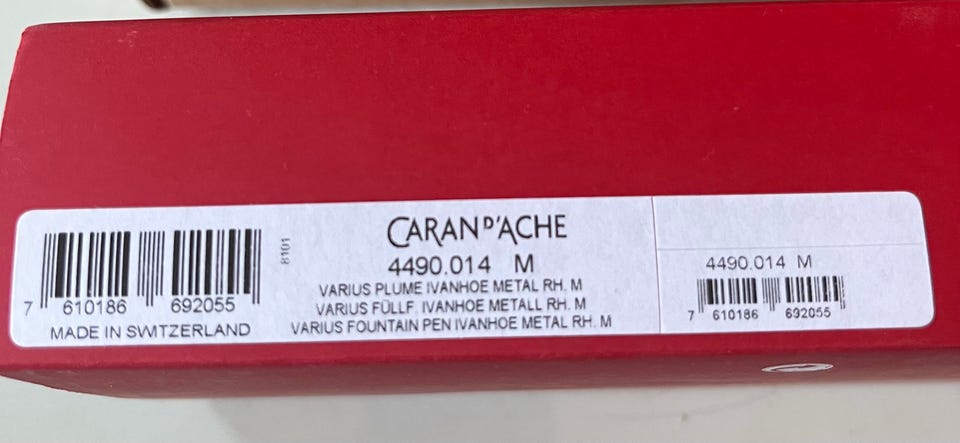 CARAN D'ACHE
4490.014 M
VARIUS PLUME IVANHOE METAL RH. M
VARIUS FÜLLF. IVANHOE METALL RH. M
VARIUS FOUNTAIN PEN IVANHOE METAL RH. M
8101
7 610186 692055
MADE IN SWITZERLAND
4490.014 M
7 610186 692055